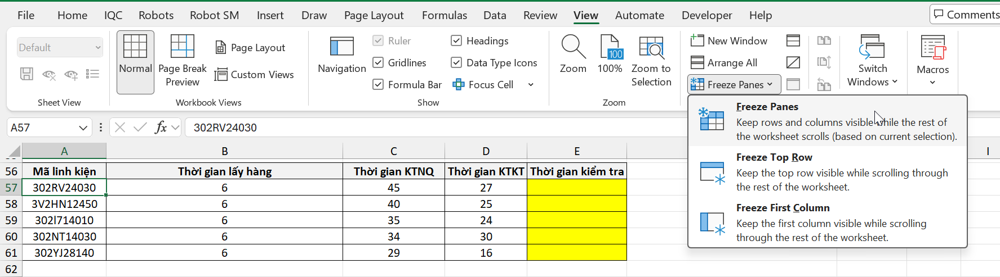 File Home IQC Robots Robot SM Insert Draw Page Layout Formulas Data Review View Automate Developer Help Comments
Default
Normal
Page Break Preview
Page Layout
Custom Views
Navigation
Ruler
Gridlines
Formula Bar
Headings
Data Type Icons
Focus Cell
Zoom
100
100%
Zoom to Selection
New Window
Arrange All
Freeze Panes
Switch Windows
Macros
Sheet View
Workbook Views
Show
Zoom
Freeze Panes
Keep rows and columns visible while the rest of
the worksheet scrolls (based on current selection).
Freeze Top Row
Keep the top row visible while scrolling through
the rest of the worksheet.
Freeze First Column
Keep the first column visible while scrolling
through the rest of the worksheet.
A57 fx 302RV24030
A B C D E I
56 Mã linh kiện Thời gian lấy hàng Thời gian KTNQ Thời gian KTKT Thời gian kiểm tra
57 302RV24030 6 45 27
58 3V2HN12450 6 40 25
59 302l714010 6 35 24
60 302NT14030 6 34 30
61 302YJ28140 6 29 16
62